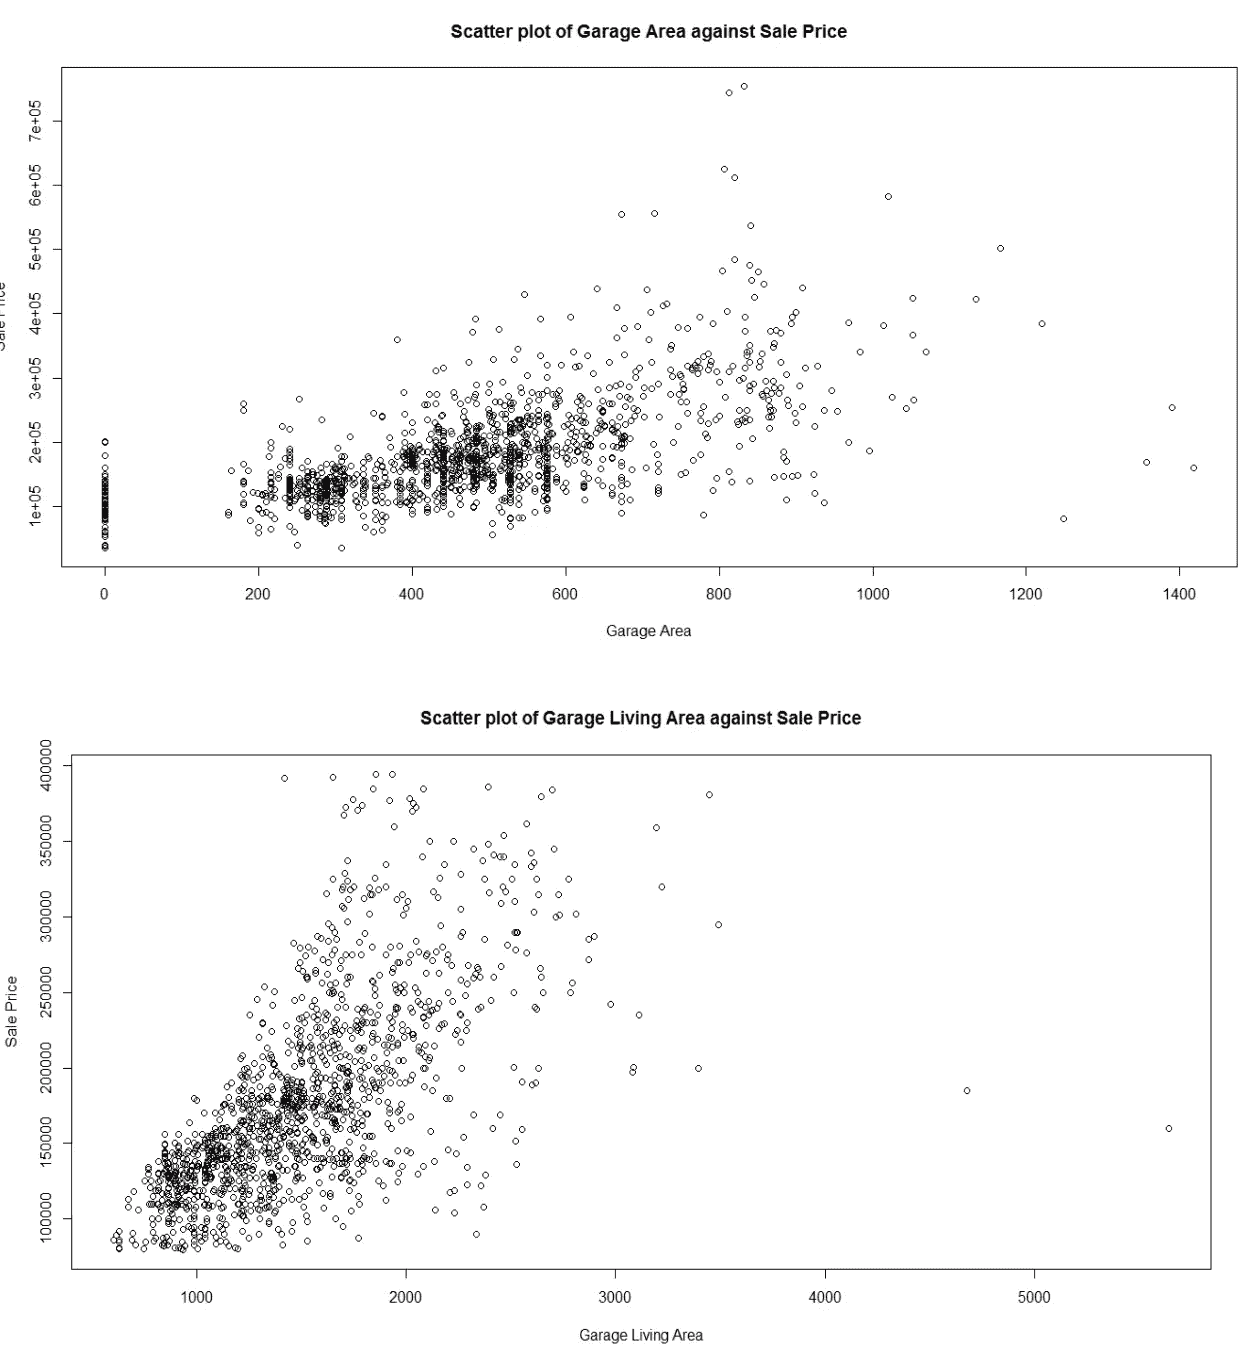 Scatter plot of Garage Area against Sale Price
7e+05
6e+05
5e+05
4e+05
3e+05
2e+05
1e+05
Sale Price
0 200 400 600 800 1000 1200 1400
Garage Area
Scatter plot of Garage Living Area against Sale Price
400000
350000
300000
250000
200000
150000
100000
Sale Price
1000 2000 3000 4000 5000
Garage Living Area